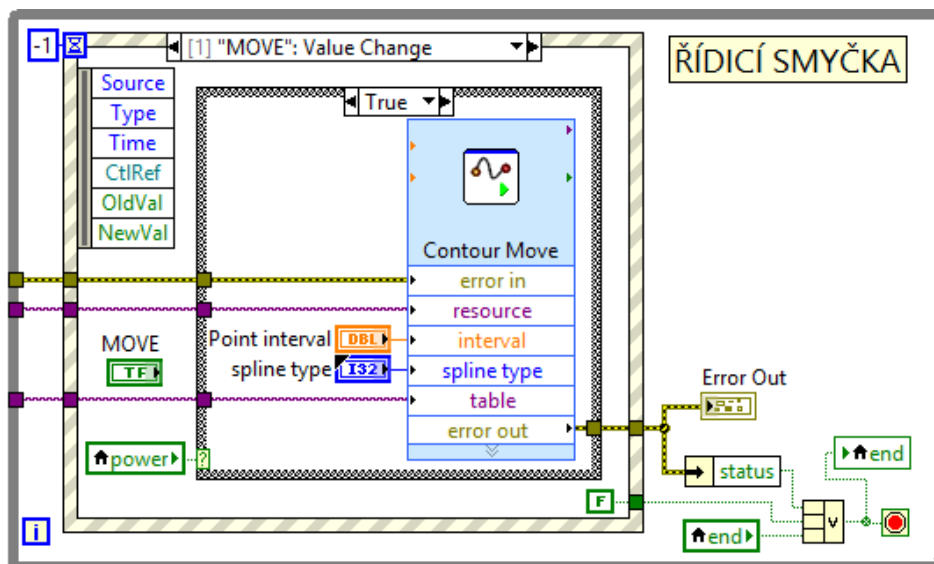 -1
[1] "MOVE": Value Change
ŘÍDICÍ SMYČKA
Source
Type
Time
CtlRef
OldVal
NewVal
True
Contour Move
error in
resource
Point interval DBL interval
spline type I32 spline type
table
error out
MOVE
TF
power
?
Error Out
status
end
F
end
V
i